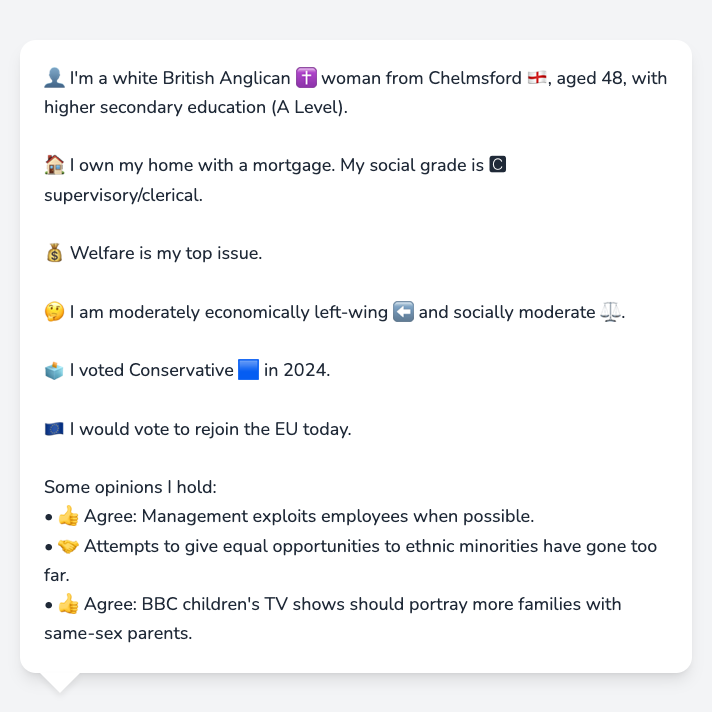 👤 I'm a white British Anglican ✝️ woman from Chelmsford 🏴󠁧󠁢󠁥󠁮󠁧󠁿, aged 48, with
higher secondary education (A Level).
🏠 I own my home with a mortgage. My social grade is 🅲
supervisory/clerical.
💰 Welfare is my top issue.
🤔 I am moderately economically left-wing ⬅️ and socially moderate ⚖️.
🗳️ I voted Conservative 🟦 in 2024.
🇪🇺 I would vote to rejoin the EU today.
Some opinions I hold:
• 👍 Agree: Management exploits employees when possible.
• 🤝 Attempts to give equal opportunities to ethnic minorities have gone too
far.
• 👍 Agree: BBC children's TV shows should portray more families with
same-sex parents.